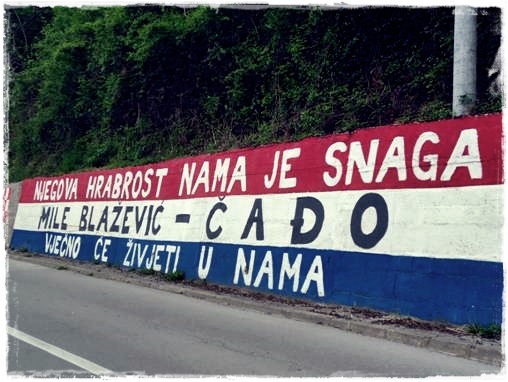 NJEGOVA HRABROST NAMA JE SNAGA
MILE BLAŽEVIĆ - ČAĐO
VJEČNO ĆE ŽIVJETI U NAMA